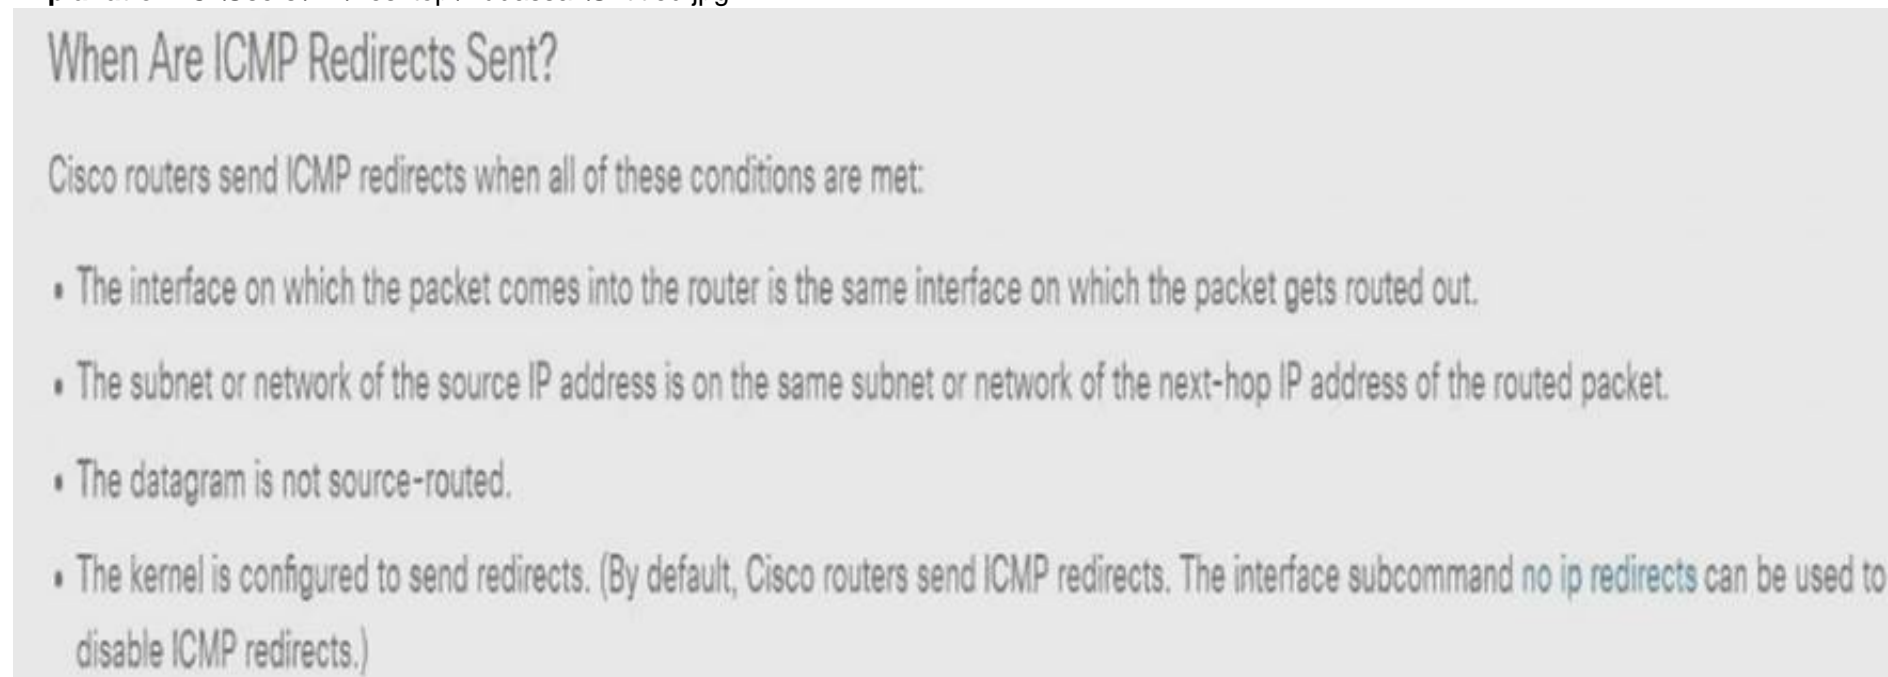 When Are ICMP Redirects Sent?
Cisco routers send ICMP redirects when all of these conditions are met:
• The interface on which the packet comes into the router is the same interface on which the packet gets routed out.
• The subnet or network of the source IP address is on the same subnet or network of the next-hop IP address of the routed packet.
• The datagram is not source-routed.
• The kernel is configured to send redirects. (By default, Cisco routers send ICMP redirects. The interface subcommand no ip redirects can be used to
disable ICMP redirects.)